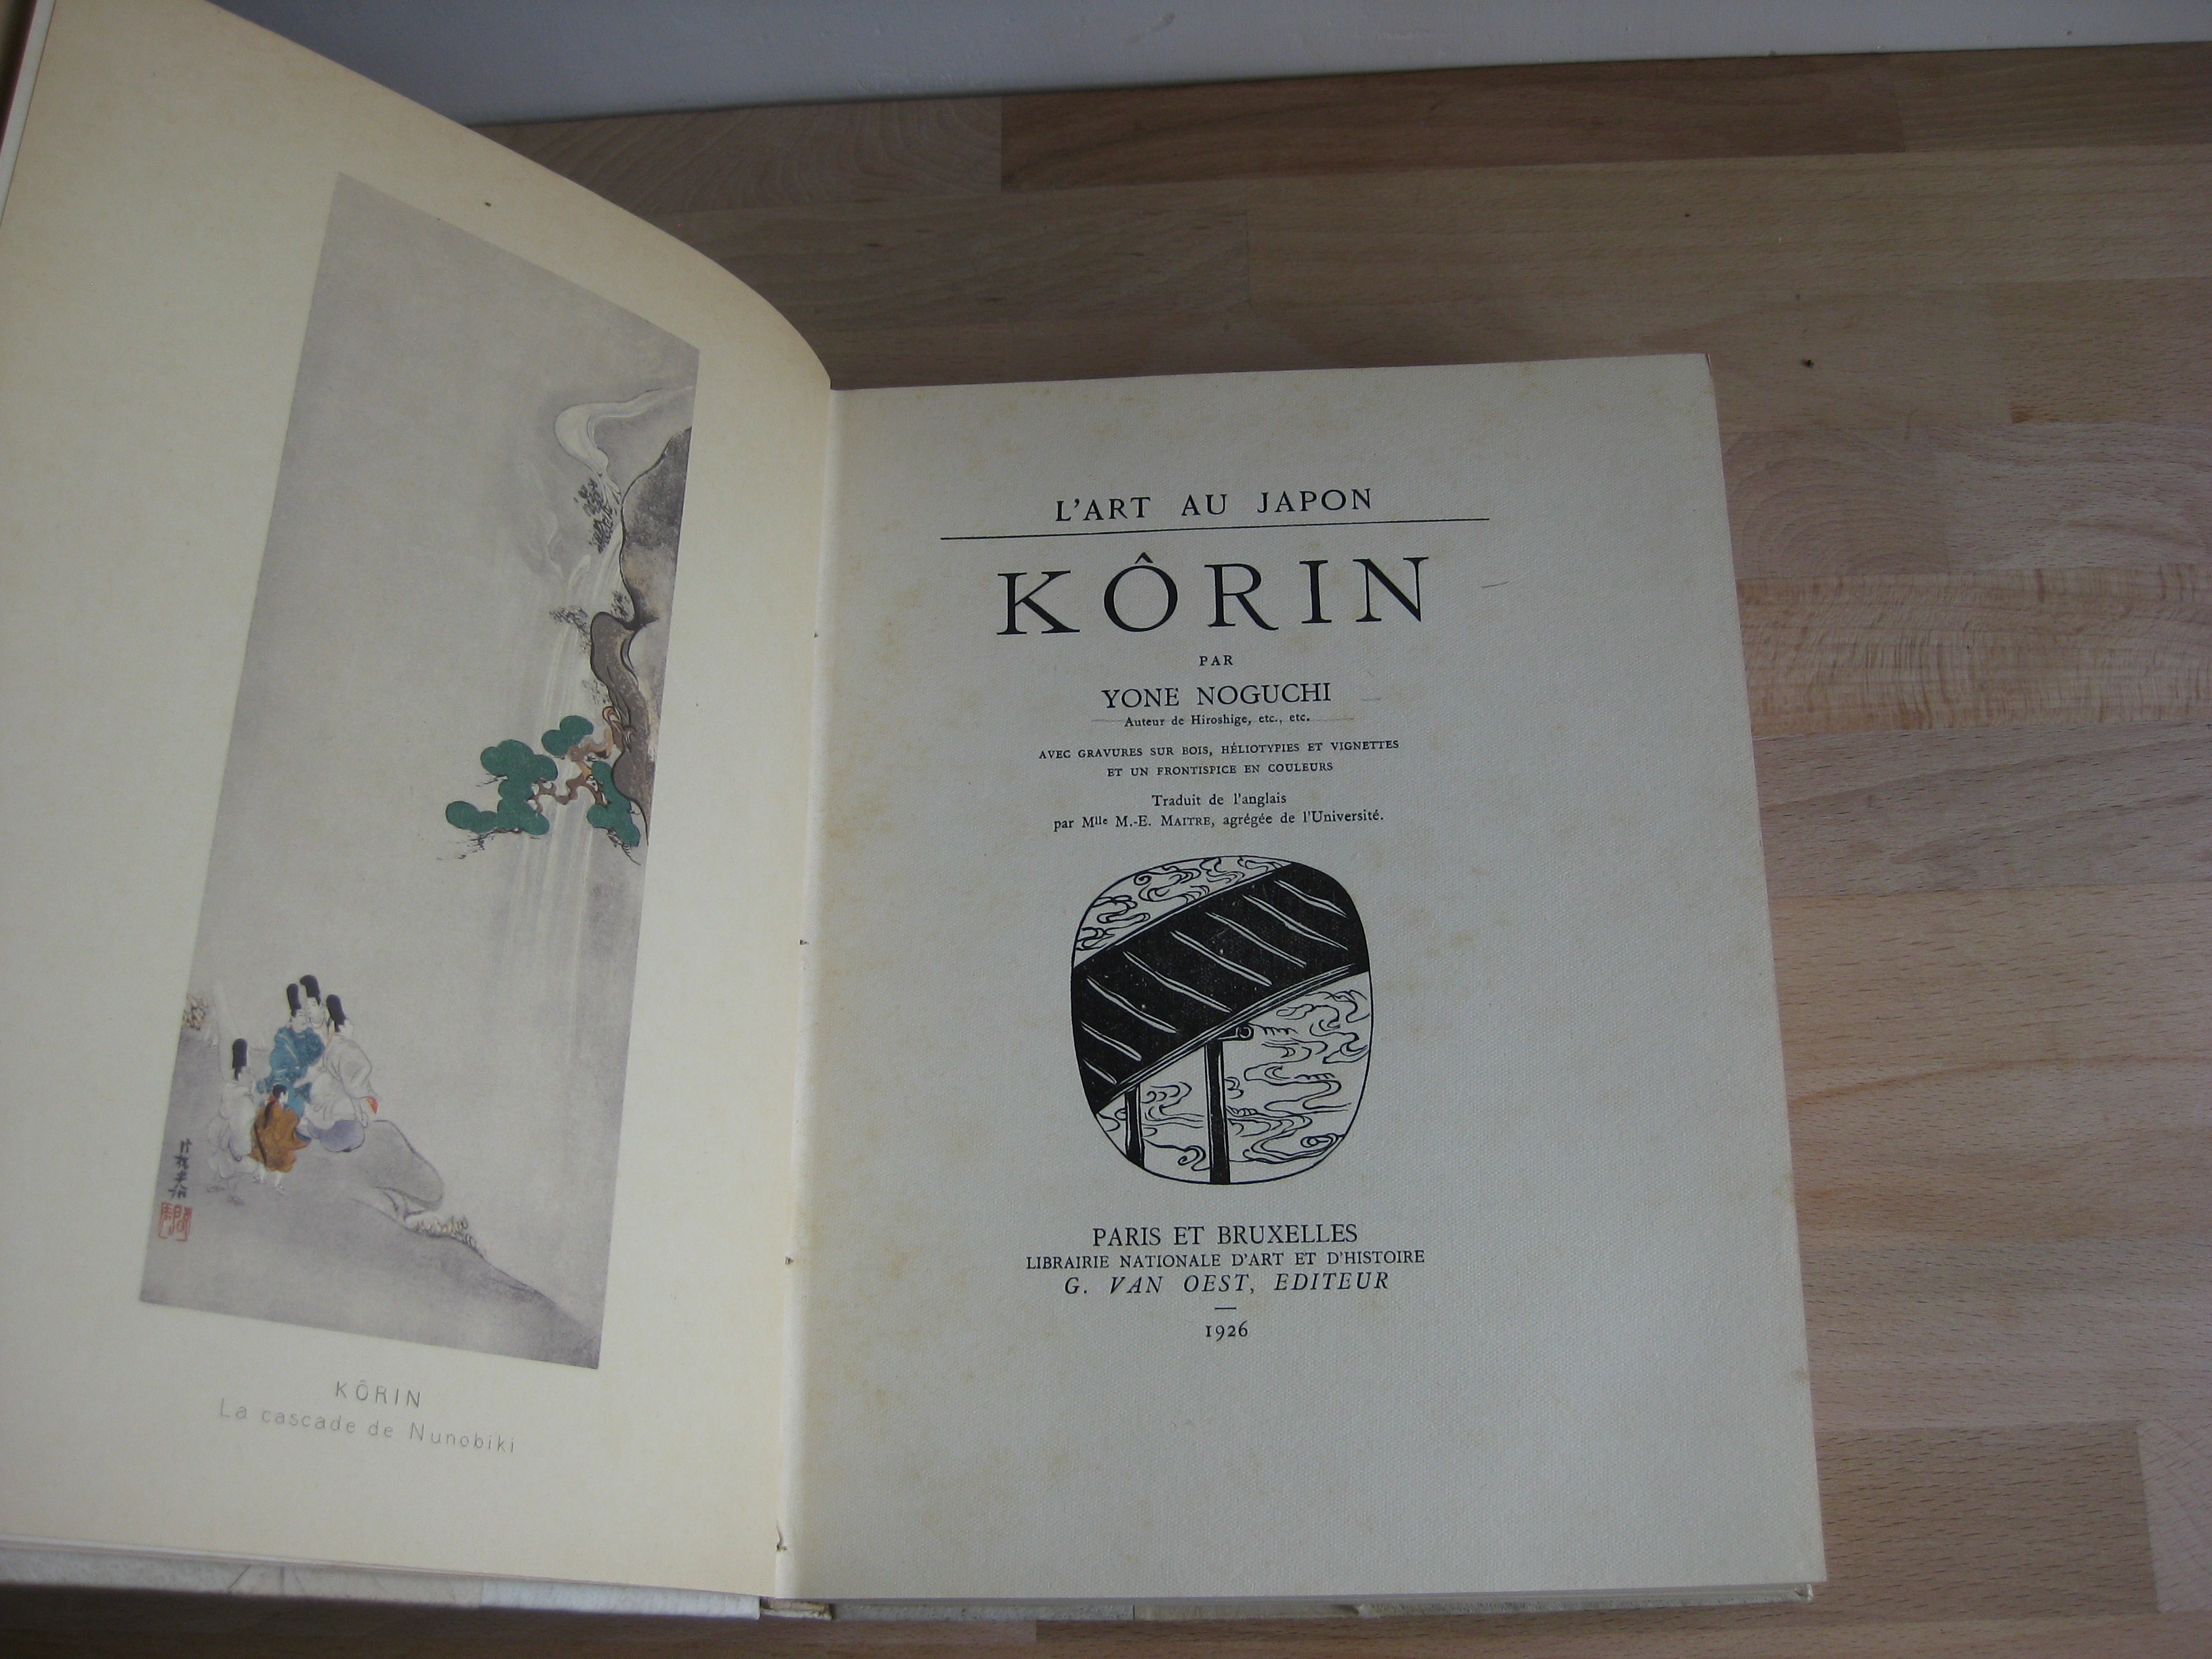 KÔRIN
La cascade de Nunobiki
L'ART AU JAPON
KÔRIN
PAR
YONE NOGUCHI
Auteur de Hiroshige, etc., etc.
AVEC GRAVURES SUR BOIS, HÉLIOTYPIES ET VIGNETTES
ET UN FRONTISPICE EN COULEURS
Traduit de l'anglais
par Mlle M.-E. MAITRE, agrégée de l'Université.
PARIS ET BRUXELLES
LIBRAIRIE NATIONALE D'ART ET D'HISTOIRE
G. VAN OEST, EDITEUR
1926